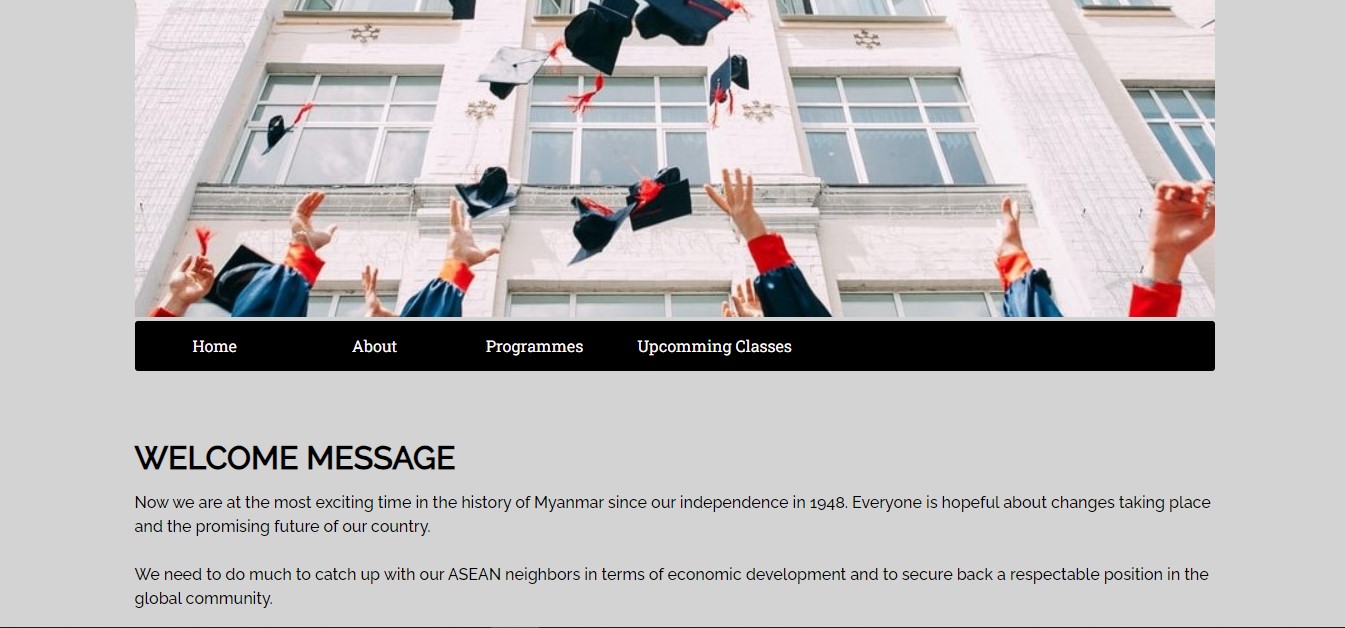 Home About Programmes Upcomming Classes
WELCOME MESSAGE
Now we are at the most exciting time in the history of Myanmar since our independence in 1948. Everyone is hopeful about changes taking place
and the promising future of our country.
We need to do much to catch up with our ASEAN neighbors in terms of economic development and to secure back a respectable position in the
global community.